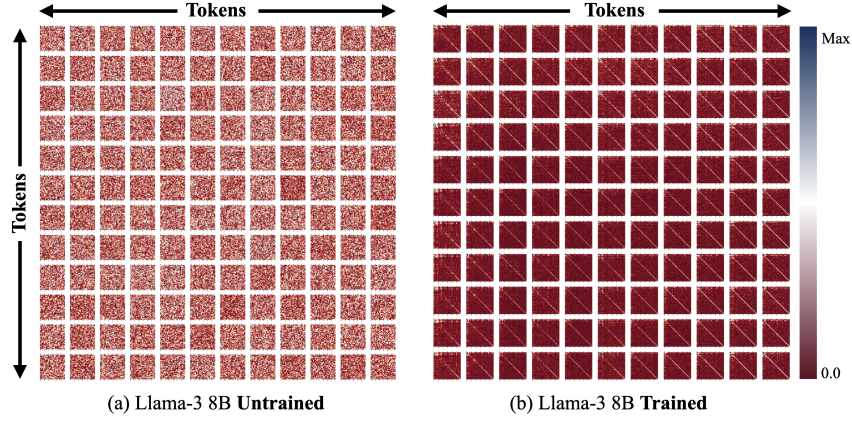 Tokens
Tokens
Tokens
Max
0.0
(a) Llama-3 8B Untrained
(b) Llama-3 8B Trained